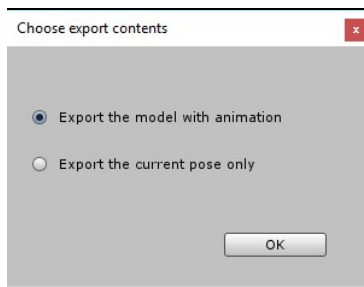 Choose export contents
x
Export the model with animation
Export the current pose only
OK